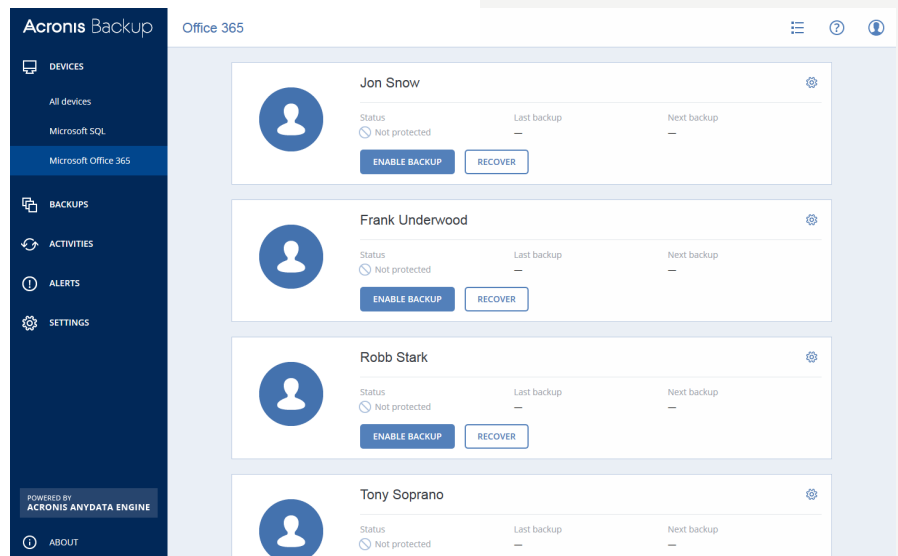 Acronis Backup
Office 365
DEVICES
All devices
Microsoft SQL
Microsoft Office 365
BACKUPS
ACTIVITIES
ALERTS
SETTINGS
POWERED BY
ACRONIS ANYDATA ENGINE
ABOUT
Jon Snow
Status Last backup Next backup
Not protected — —
ENABLE BACKUP RECOVER
Frank Underwood
Status Last backup Next backup
Not protected — —
ENABLE BACKUP RECOVER
Robb Stark
Status Last backup Next backup
Not protected — —
ENABLE BACKUP RECOVER
Tony Soprano
Status Last backup Next backup
Not protected — —